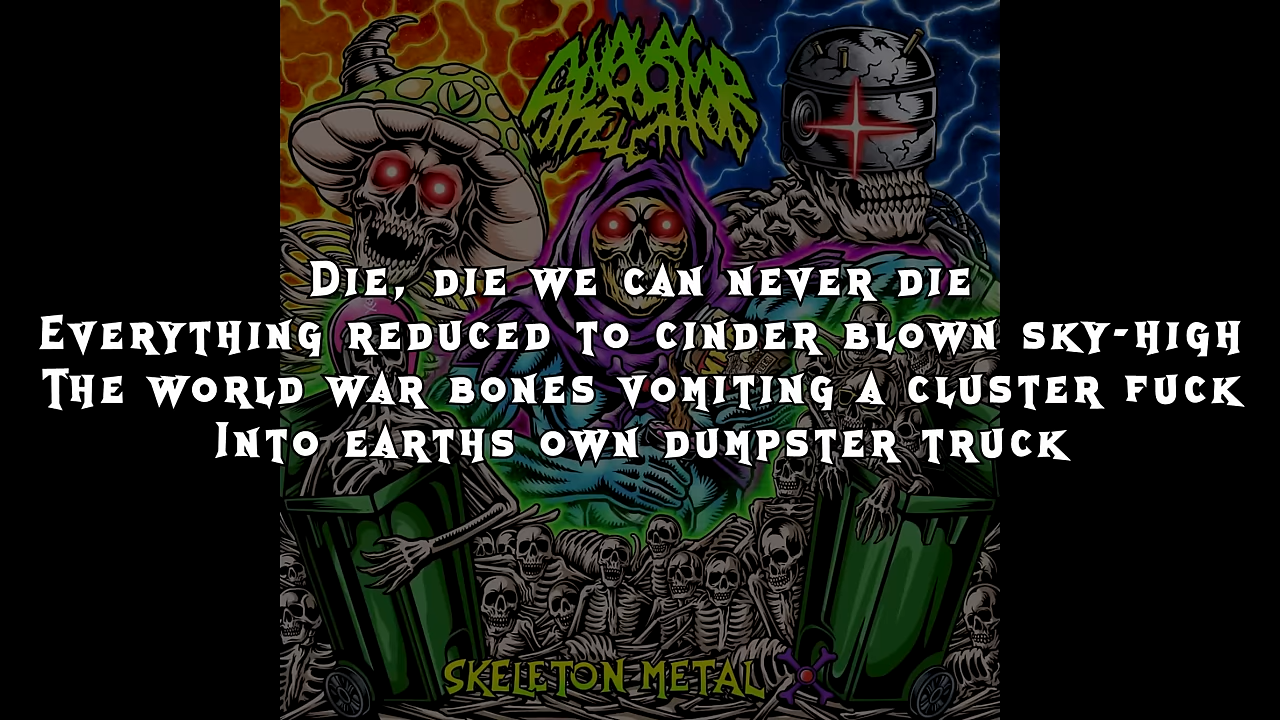 Die, die we can never die
Everything reduced to cinder blown sky-high
The world war bones vomiting a cluster fuck
Into earths own dumpster truck
Skeleton Metal